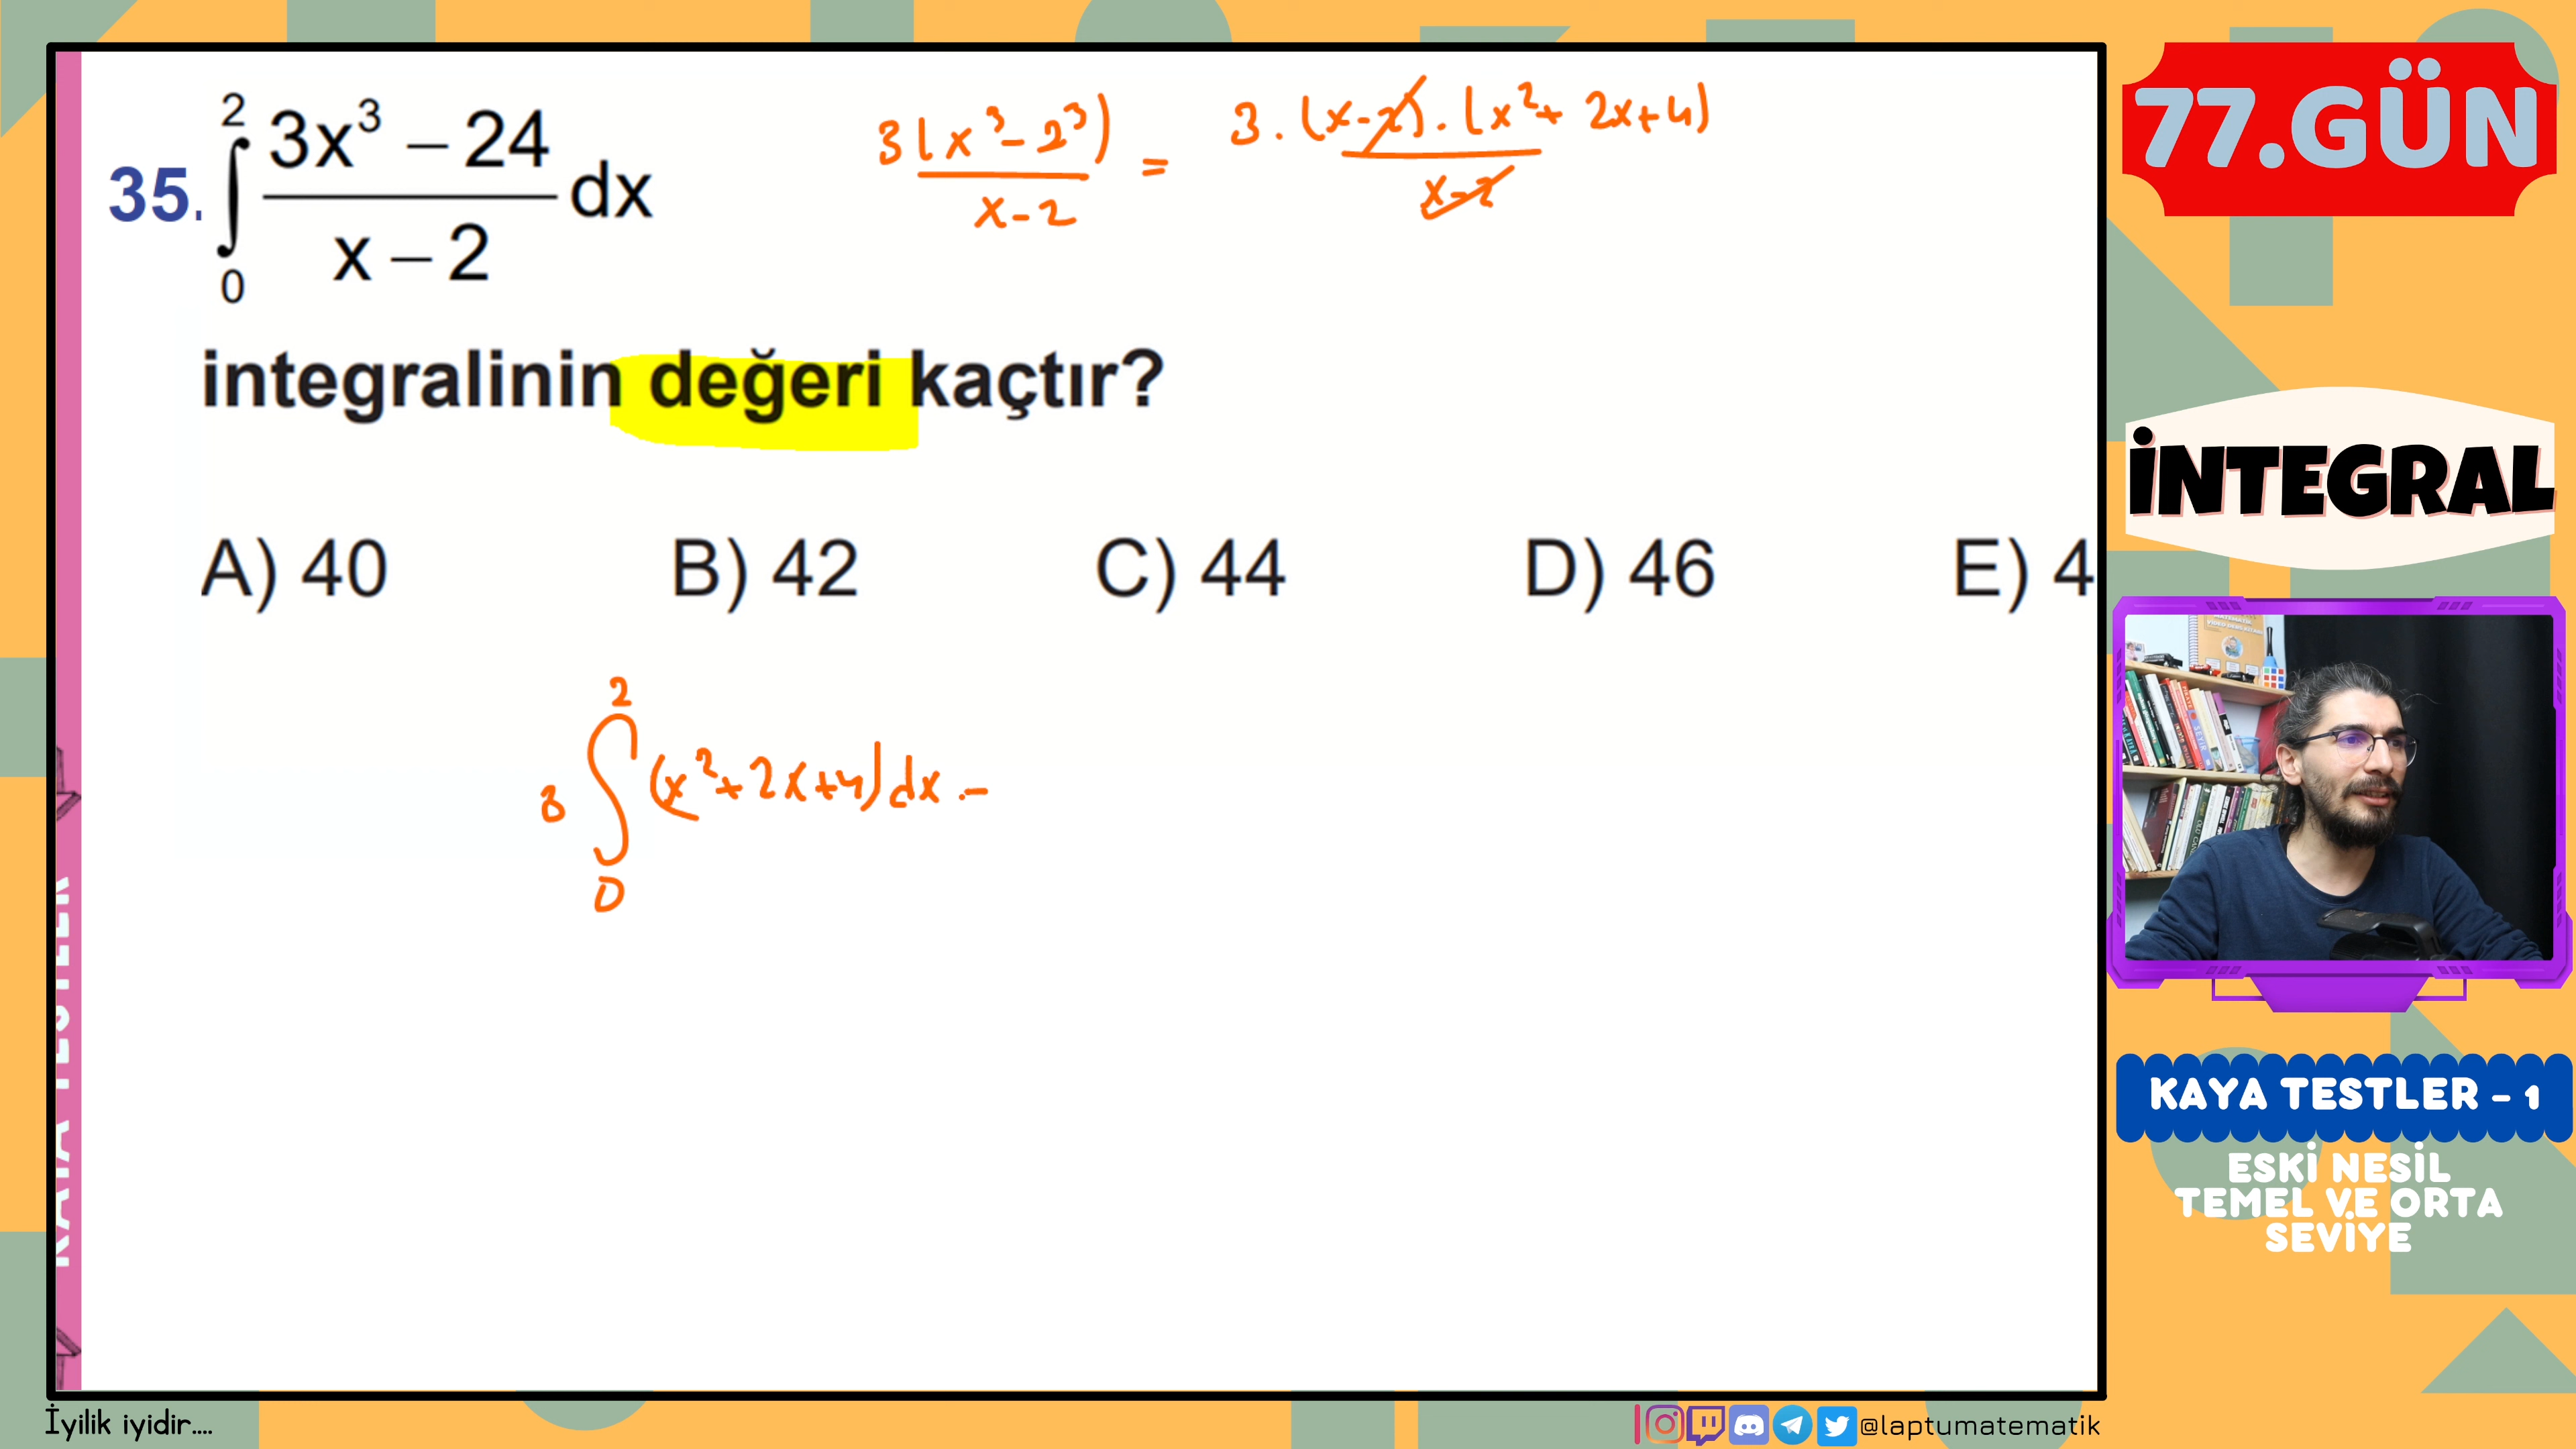 35. ∫₀² (3x³ – 24)/(x – 2) dx
3(x³-2³)/(x-2) = 3.(x-2).(x²+2x+4)/(x-2)
integralinin değeri kaçtır?
A) 40 B) 42 C) 44 D) 46 E) 4
3 ∫₀² (x²+2x+4)dx =
KAYA TESTLER
77.GÜN
İNTEGRAL
KAYA TESTLER – 1
ESKİ NESİL
TEMEL VE ORTA
SEVİYE
İyilik iyidir....
@laptumatematik